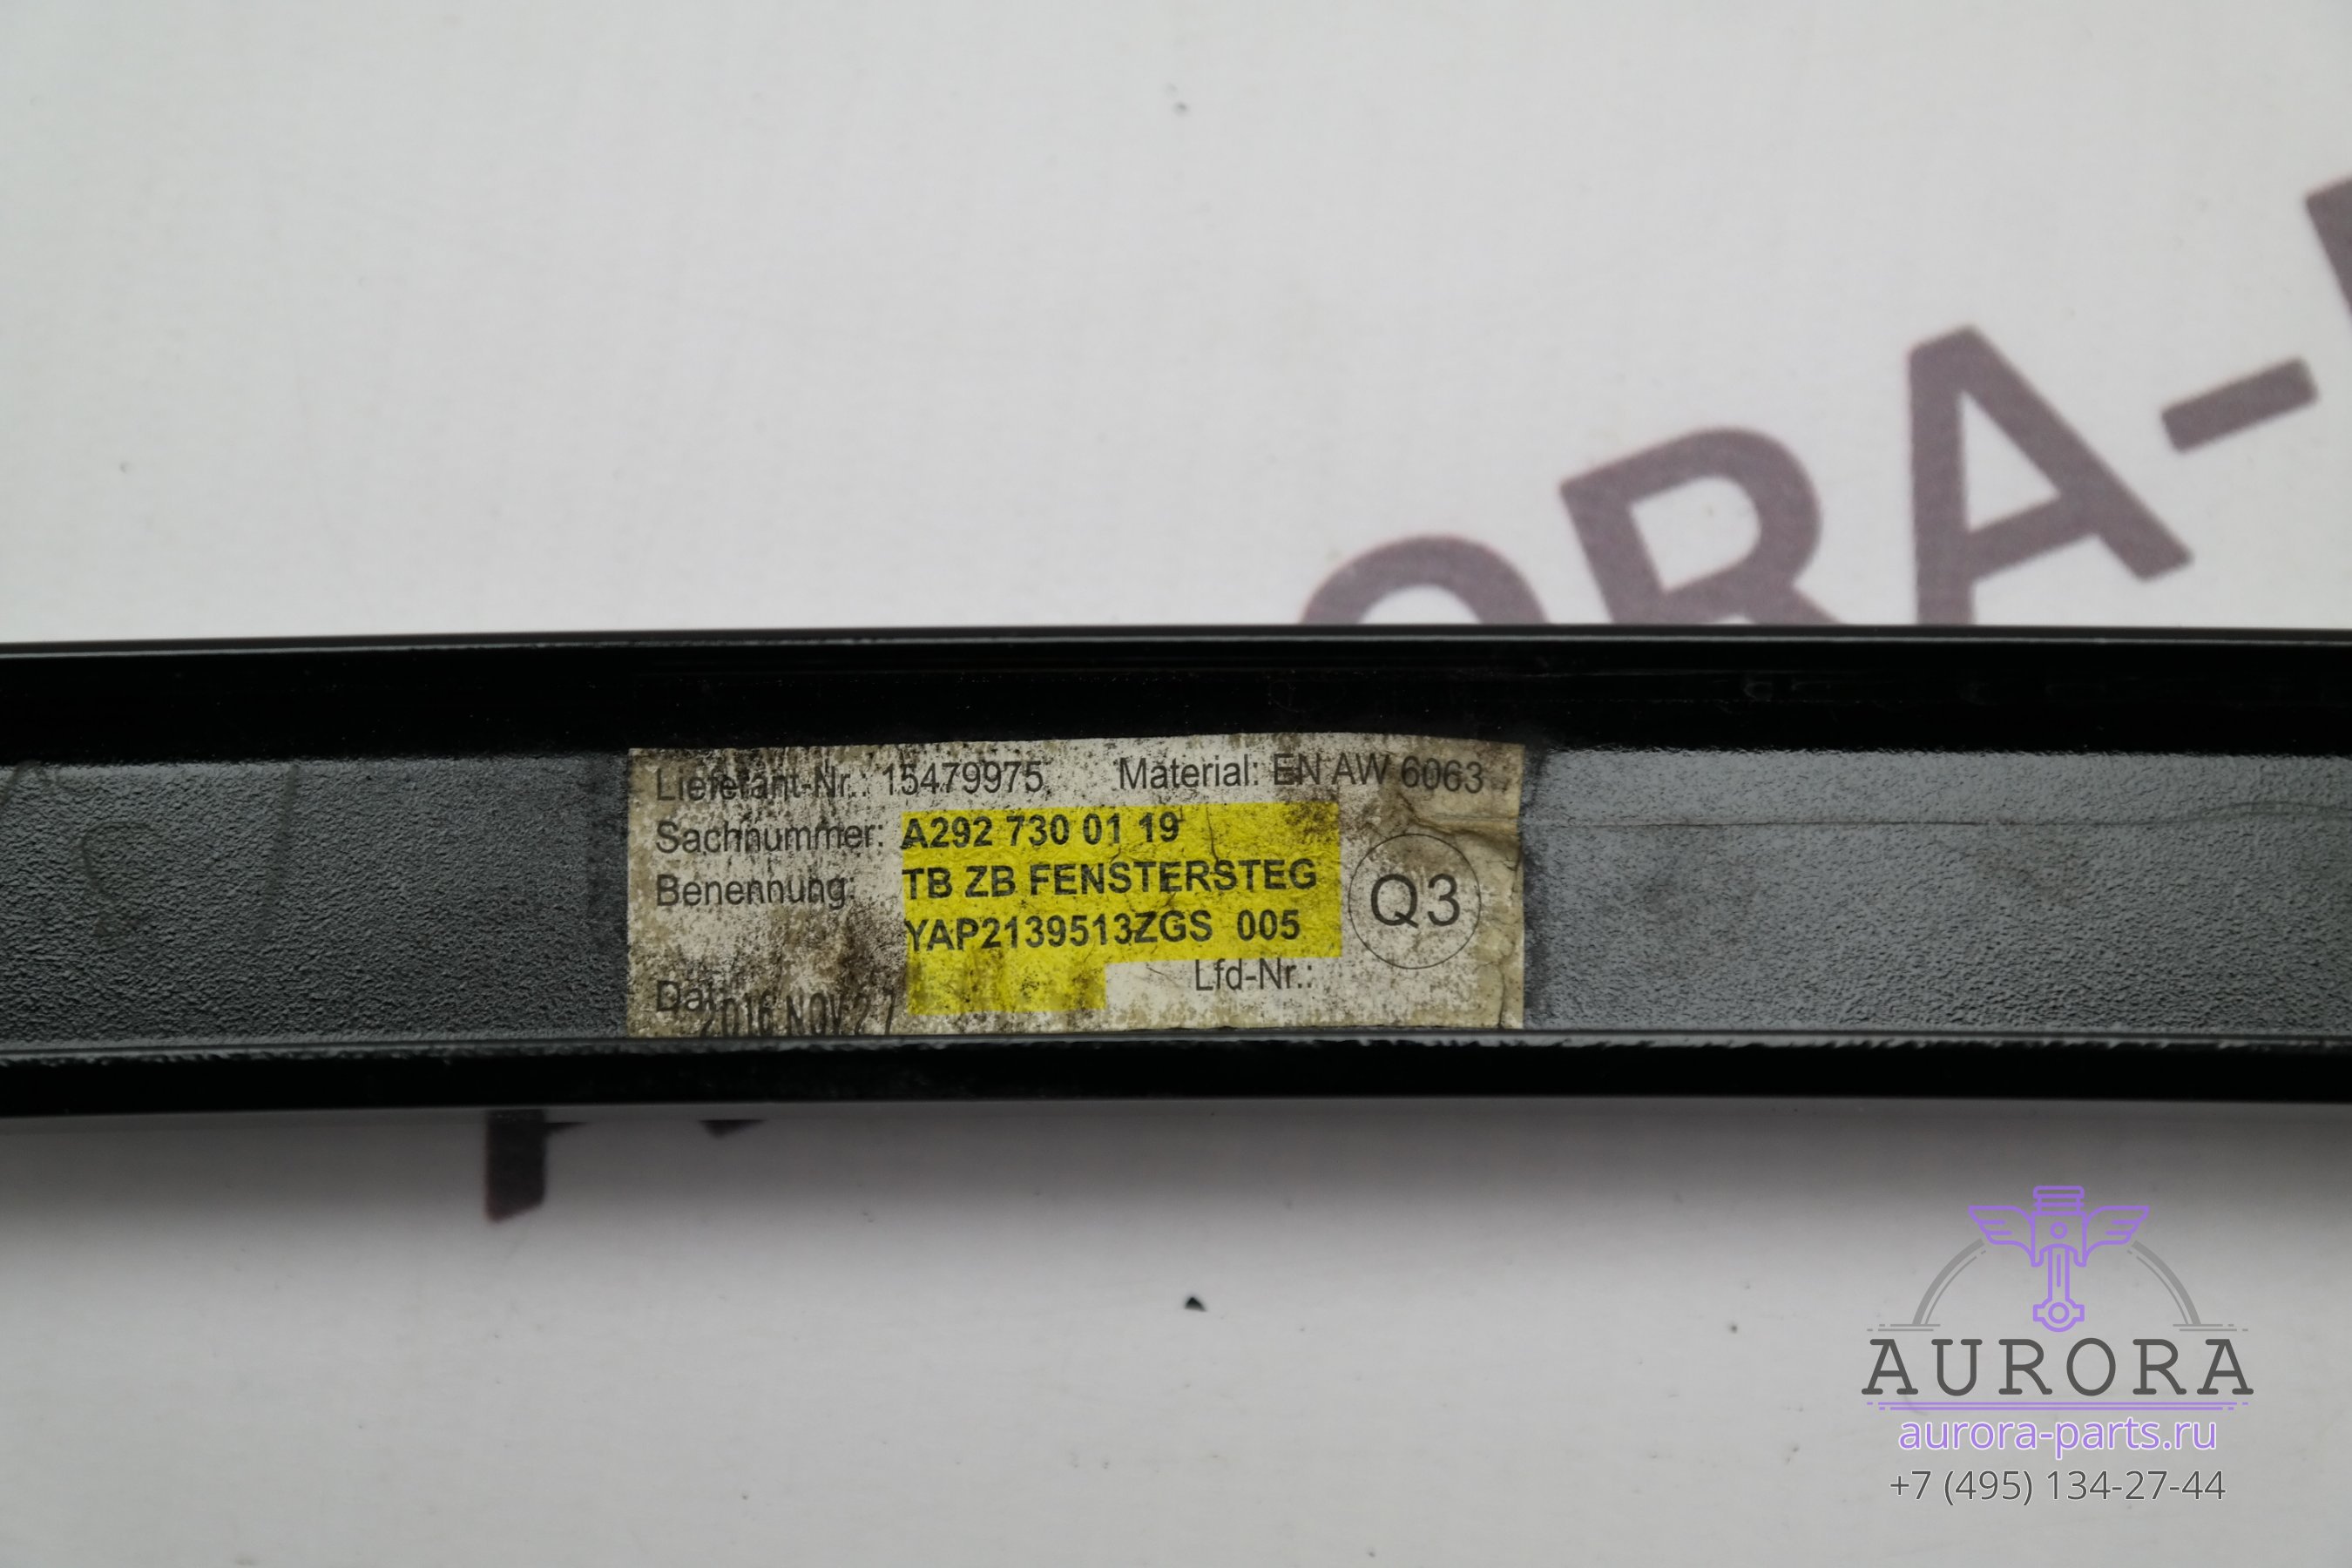 ORA-
Lieferant-Nr.: 15479975 Material: EN AW 6063
Sachnummer: A292 730 01 19
Benennung: TB ZB FENSTERSTEG
YAP2139513ZGS 005
Q3
Dat. 2016 NOV 27 Lfd-Nr.:
AURORA
aurora-parts.ru
+7 (495) 134-27-44